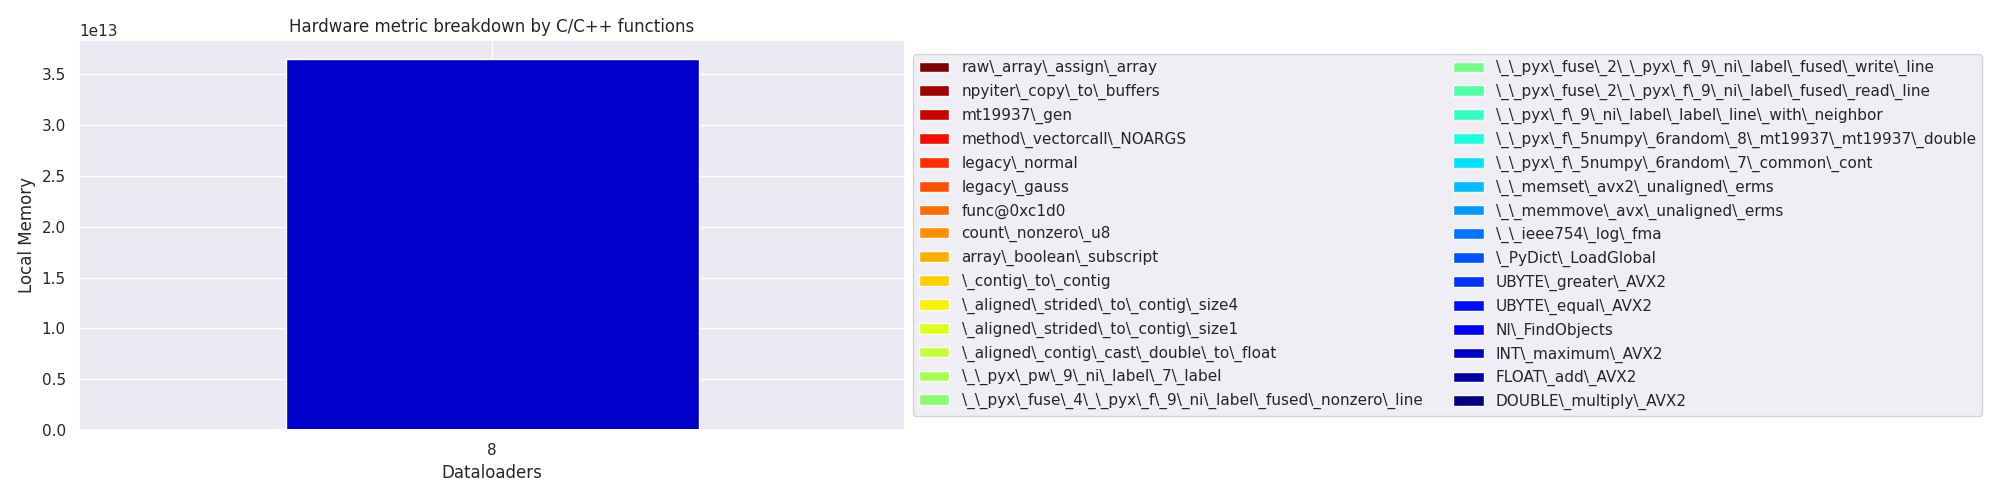 Hardware metric breakdown by C/C++ functions
1e13
3.5
3.0
2.5
2.0
1.5
1.0
0.5
0.0
Local Memory
8
Dataloaders
raw\_array\_assign\_array
npyiter\_copy\_to\_buffers
mt19937\_gen
method\_vectorcall\_NOARGS
legacy\_normal
legacy\_gauss
func@0xc1d0
count\_nonzero\_u8
array\_boolean\_subscript
\_contig\_to\_contig
\_aligned\_strided\_to\_contig\_size4
\_aligned\_strided\_to\_contig\_size1
\_aligned\_contig\_cast\_double\_to\_float
\_\_pyx\_pw\_9\_ni\_label\_7\_label
\_\_pyx\_fuse\_4\_\_pyx\_f\_9\_ni\_label\_fused\_nonzero\_line
\_\_pyx\_fuse\_2\_\_pyx\_f\_9\_ni\_label\_fused\_write\_line
\_\_pyx\_fuse\_2\_\_pyx\_f\_9\_ni\_label\_fused\_read\_line
\_\_pyx\_f\_9\_ni\_label\_label\_line\_with\_neighbor
\_\_pyx\_f\_5numpy\_6random\_8\_mt19937\_mt19937\_double
\_\_pyx\_f\_5numpy\_6random\_7\_common\_cont
\_\_memset\_avx2\_unaligned\_erms
\_\_memmove\_avx\_unaligned\_erms
\_\_ieee754\_log\_fma
\_PyDict\_LoadGlobal
UBYTE\_greater\_AVX2
UBYTE\_equal\_AVX2
NI\_FindObjects
INT\_maximum\_AVX2
FLOAT\_add\_AVX2
DOUBLE\_multiply\_AVX2